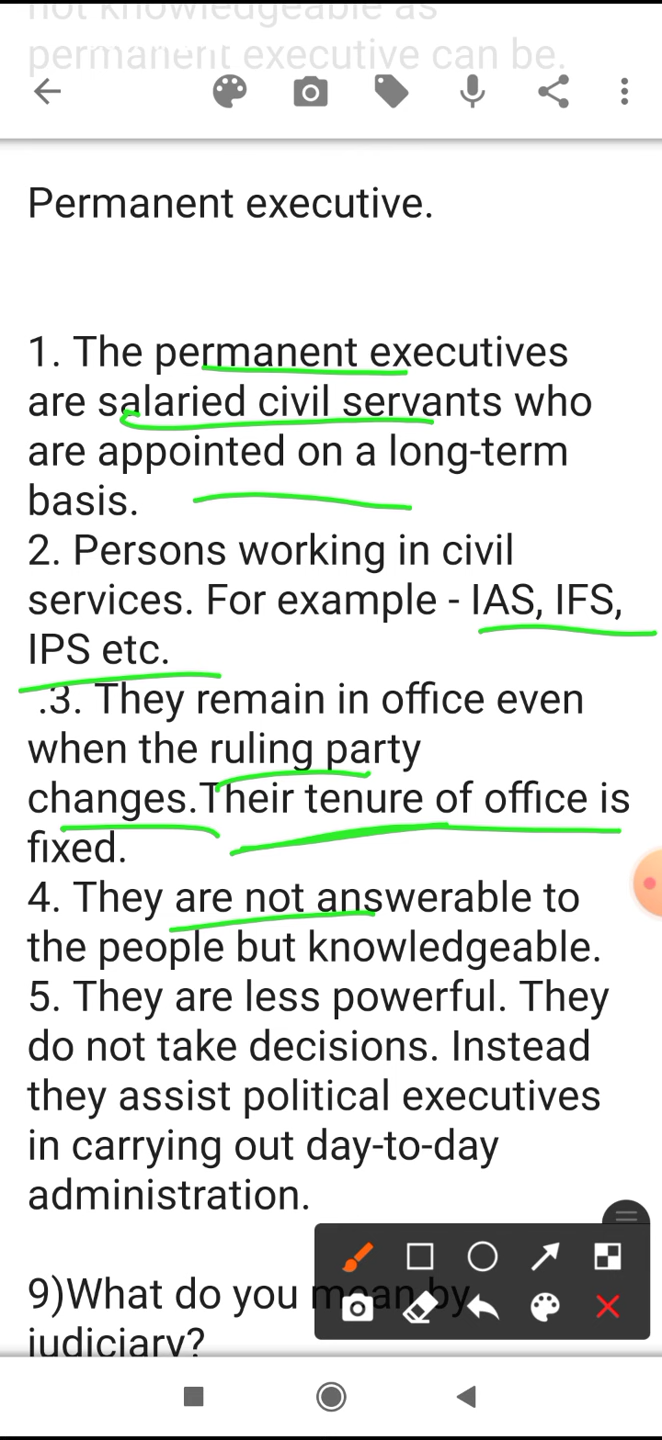 not knowledgeable as
permanent executive can be.
Permanent executive.
1. The permanent executives
are salaried civil servants who
are appointed on a long-term
basis.
2. Persons working in civil
services. For example - IAS, IFS,
IPS etc.
.3. They remain in office even
when the ruling party
changes.Their tenure of office is
fixed.
4. They are not answerable to
the people but knowledgeable.
5. They are less powerful. They
do not take decisions. Instead
they assist political executives
in carrying out day-to-day
administration.
9)What do you mean by
judiciary?